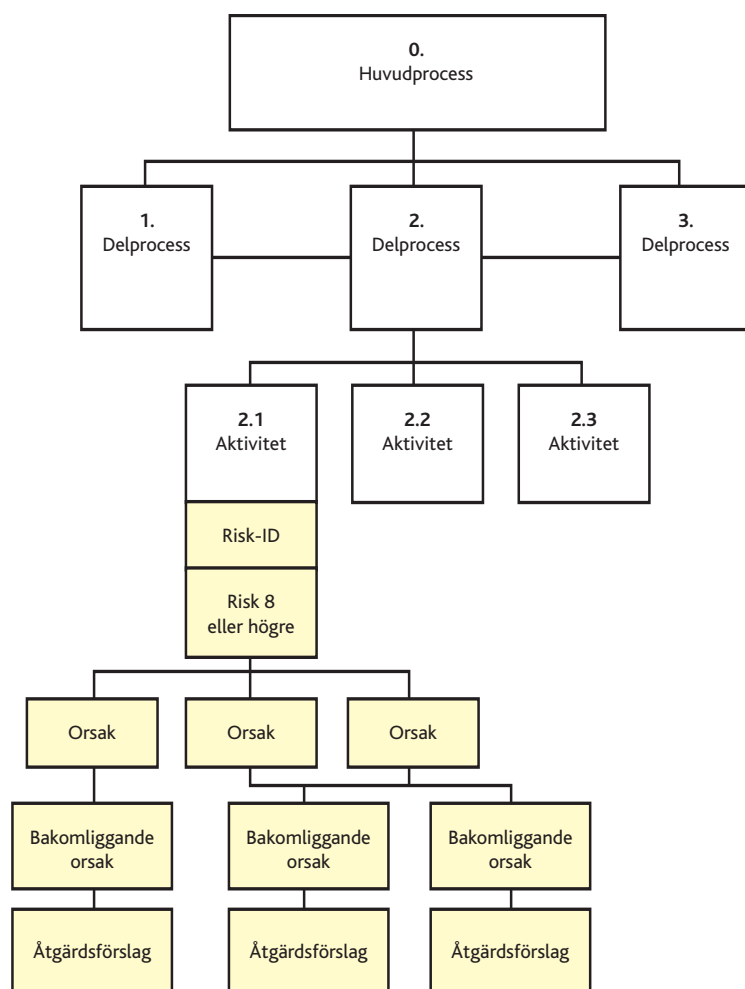 0.
Huvudprocess
1.
Delprocess
2.
Delprocess
3.
Delprocess
2.1
Aktivitet
2.2
Aktivitet
2.3
Aktivitet
Risk-ID
Risk 8
eller högre
Orsak
Orsak
Orsak
Bakomliggande
orsak
Bakomliggande
orsak
Bakomliggande
orsak
Åtgärdsförslag
Åtgärdsförslag
Åtgärdsförslag